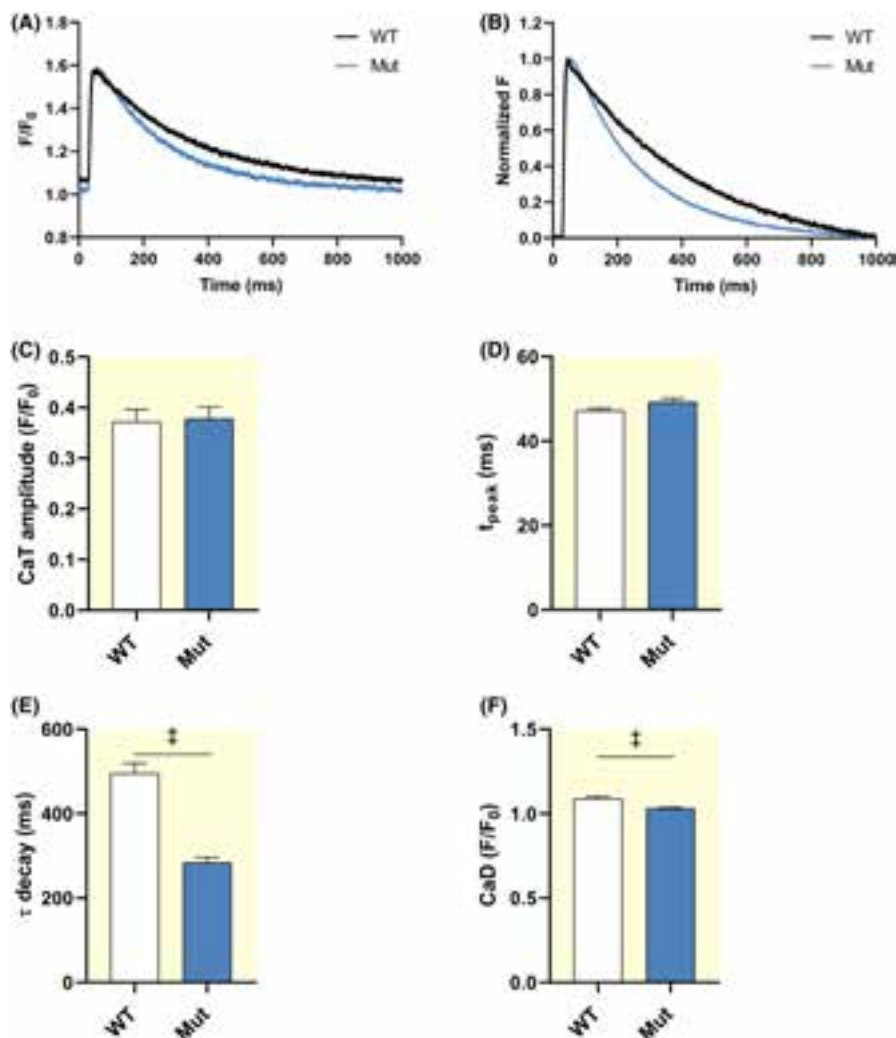 (A)
1.8
1.6
1.4
1.2
1.0
0.8
F/F0
0 200 400 600 800 1000
Time (ms)
WT
Mut
(B)
1.2
1.0
0.8
0.6
0.4
0.2
0
Normalized F
0 200 400 600 800 1000
Time (ms)
WT
Mut
(C)
0.5
0.4
0.3
0.2
0.1
0.0
CaT amplitude (F/F0)
WT
Mut
(D)
60
40
20
0
tpeak (ms)
WT
Mut
(E)
600
400
200
0
τ decay (ms)
‡
WT
Mut
(F)
1.5
1.0
0.5
0.0
CaD (F/F0)
‡
WT
Mut